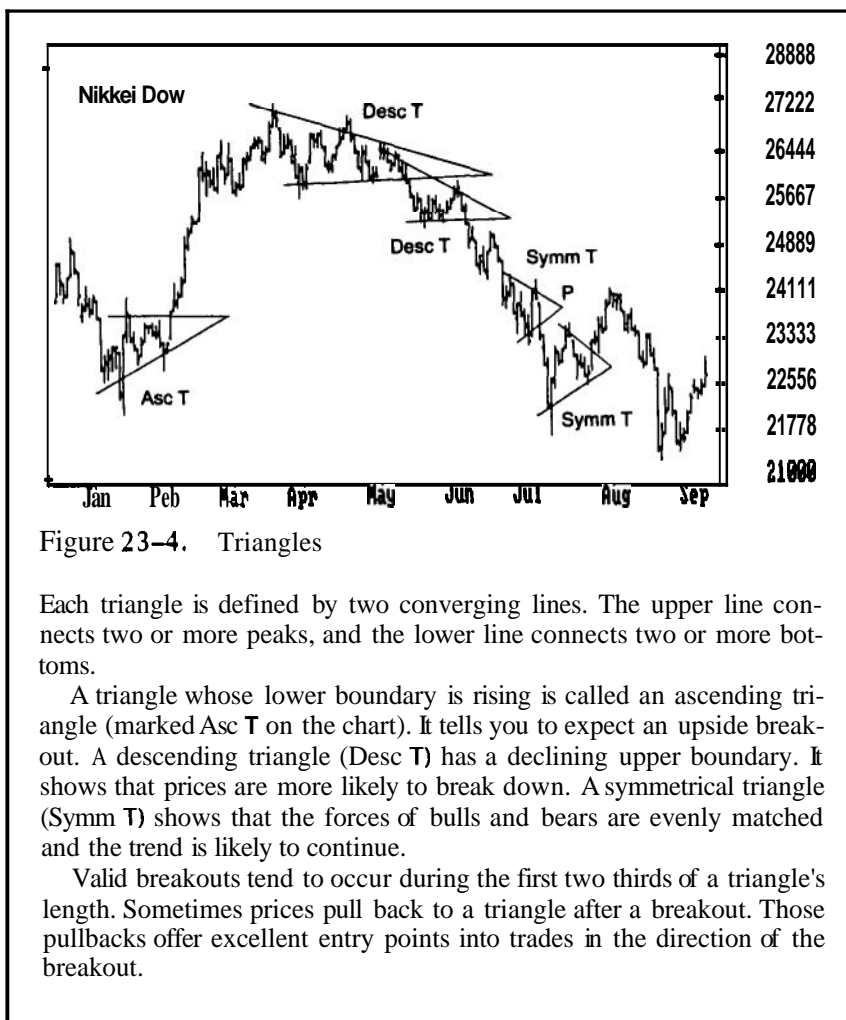 28888
Nikkei Dow
27222
Desc T
26444
25667
Desc T
24889
Symm T
24111
P
23333
22556
Asc T
Symm T
21778
Jan Peb Mar Apr May Jun Jul Aug Sep
Figure 23–4. Triangles
Each triangle is defined by two converging lines. The upper line con-
nects two or more peaks, and the lower line connects two or more bot-
toms.
A triangle whose lower boundary is rising is called an ascending tri-
angle (marked Asc T on the chart). It tells you to expect an upside break-
out. A descending triangle (Desc T) has a declining upper boundary. It
shows that prices are more likely to break down. A symmetrical triangle
(Symm T) shows that the forces of bulls and bears are evenly matched
and the trend is likely to continue.
Valid breakouts tend to occur during the first two thirds of a triangle's
length. Sometimes prices pull back to a triangle after a breakout. Those
pullbacks offer excellent entry points into trades in the direction of the
breakout.